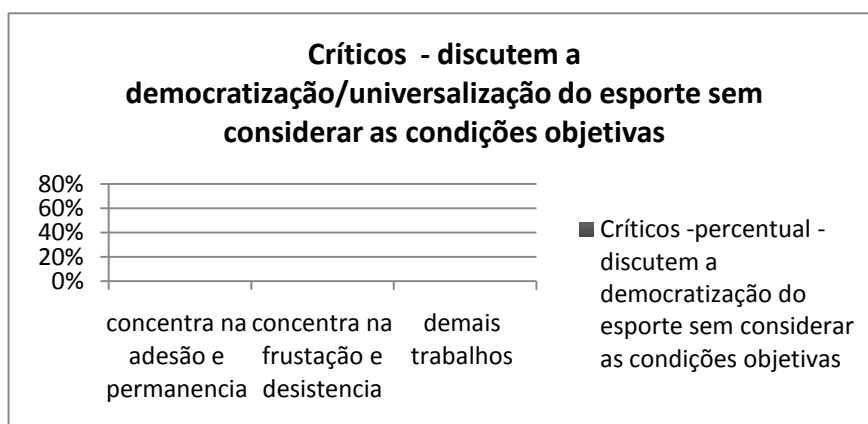 Críticos - discutem a
democratização/universalização do esporte sem
considerar as condições objetivas
80%
60%
40%
20%
0%
concentra na
adesão e
permanencia
concentra na
frustação e
desistencia
demais
trabalhos
Críticos -percentual -
discutem a
democratização do
esporte sem considerar
as condições objetivas